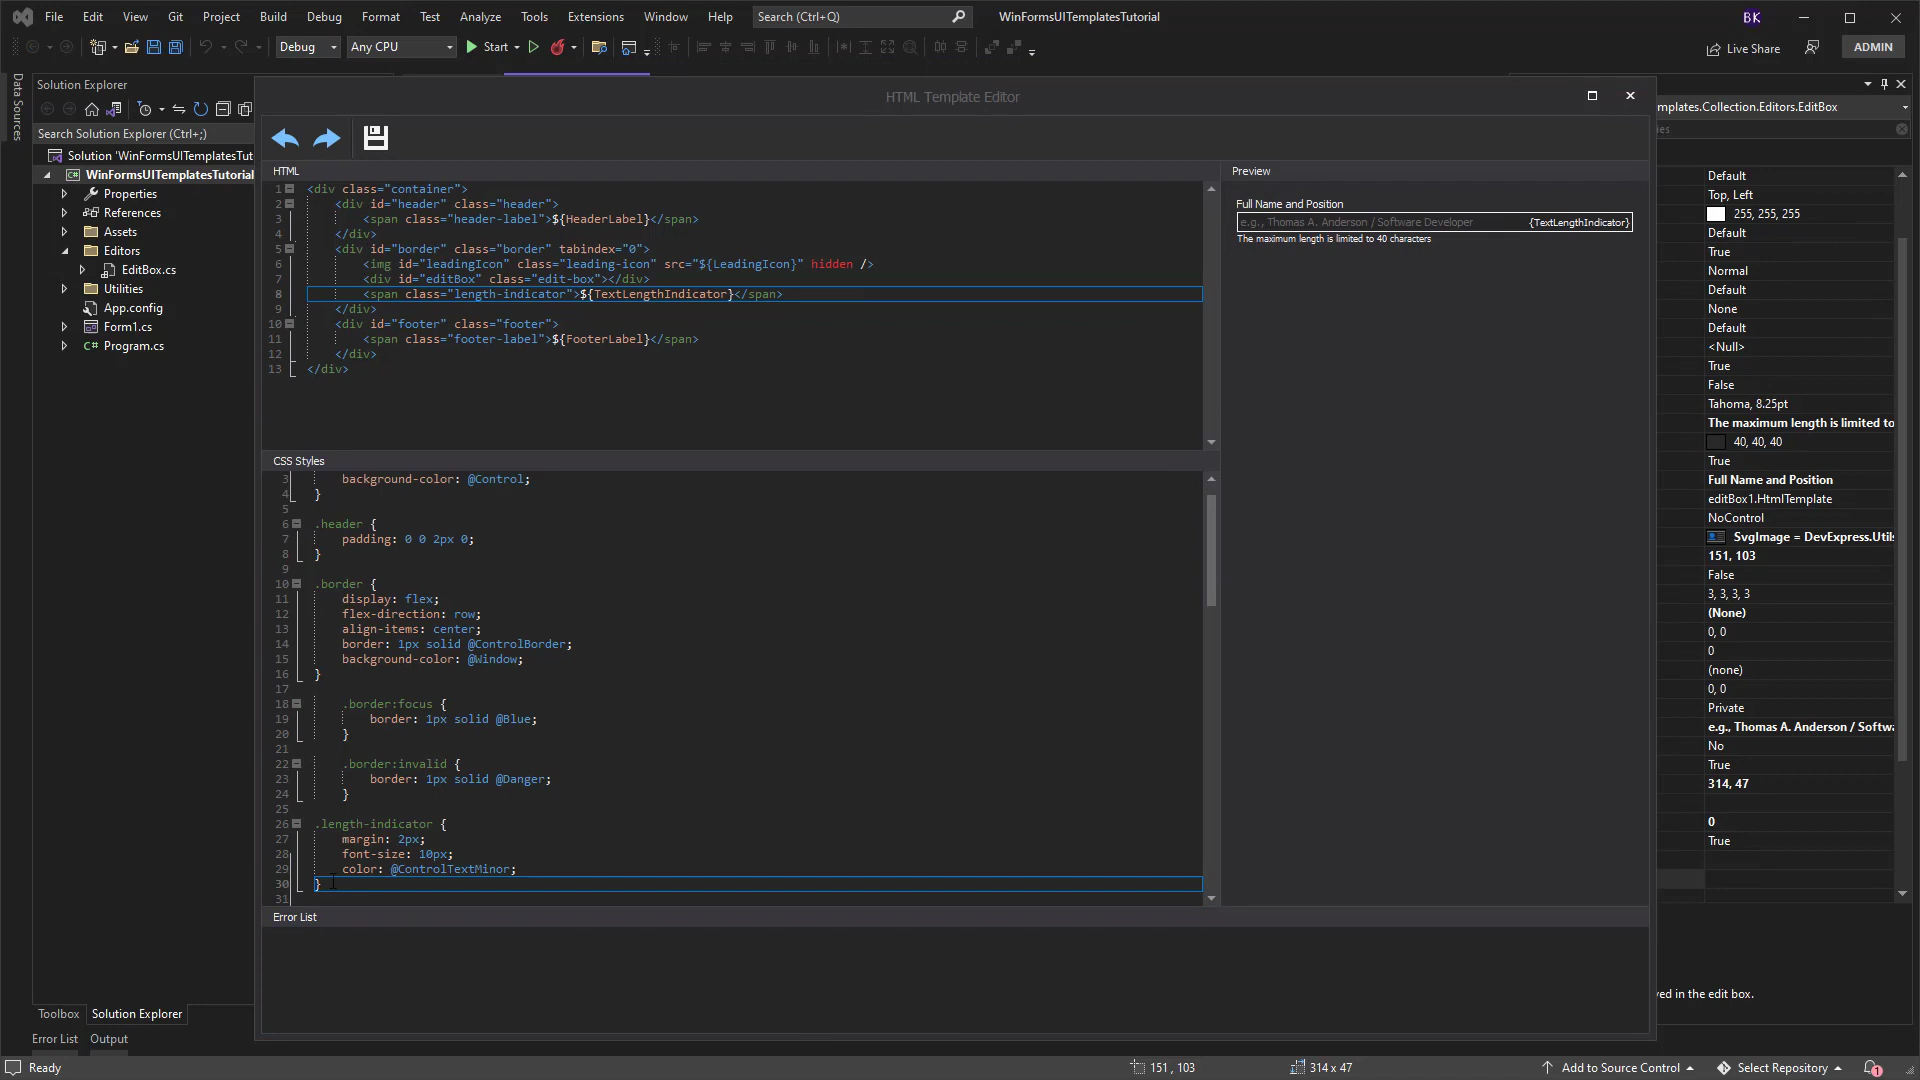 File Edit View Git Project Build Debug Format Test Analyze Tools Extensions Window Help Search (Ctrl+Q) WinFormsUITemplatesTutorial BK
Debug Any CPU Start Live Share ADMIN
Data Sources
Solution Explorer
Search Solution Explorer (Ctrl+;)
Solution 'WinFormsUITemplatesTut
WinFormsUITemplatesTutorial
Properties
References
Assets
Editors
EditBox.cs
Utilities
App.config
Form1.cs
C# Program.cs
Toolbox Solution Explorer
Error List Output
HTML Template Editor
HTML
1 <div class="container">
2 <div id="header" class="header">
3 <span class="header-label">${HeaderLabel}</span>
4 </div>
5 <div id="border" class="border" tabindex="0">
6 <img id="leadingIcon" class="leading-icon" src="${LeadingIcon}" hidden />
7 <div id="editBox" class="edit-box"></div>
8 <span class="length-indicator">${TextLengthIndicator}</span>
9 </div>
10 <div id="footer" class="footer">
11 <span class="footer-label">${FooterLabel}</span>
12 </div>
13 </div>
CSS Styles
3 background-color: @Control;
4 }
5
6 .header {
7 padding: 0 0 2px 0;
8 }
9
10 .border {
11 display: flex;
12 flex-direction: row;
13 align-items: center;
14 border: 1px solid @ControlBorder;
15 background-color: @Window;
16 }
17
18 .border:focus {
19 border: 1px solid @Blue;
20 }
21
22 .border:invalid {
23 border: 1px solid @Danger;
24 }
25
26 .length-indicator {
27 margin: 2px;
28 font-size: 10px;
29 color: @ControlTextMinor;
30 }
31
Error List
Preview
Full Name and Position
e.g., Thomas A. Anderson / Software Developer {TextLengthIndicator}
The maximum length is limited to 40 characters
mplates.Collection.Editors.EditBox
ies
Default
Top, Left
255, 255, 255
Default
True
Normal
Default
None
Default
<Null>
True
False
Tahoma, 8.25pt
The maximum length is limited to
40, 40, 40
True
Full Name and Position
editBox1.HtmlTemplate
NoControl
SvgImage = DevExpress.Utils
151, 103
False
3, 3, 3, 3
(None)
0, 0
0
(none)
0, 0
Private
e.g., Thomas A. Anderson / Softwa
No
True
314, 47
0
True
ed in the edit box.
Ready 151 , 103 314 x 47 Add to Source Control Select Repository 1